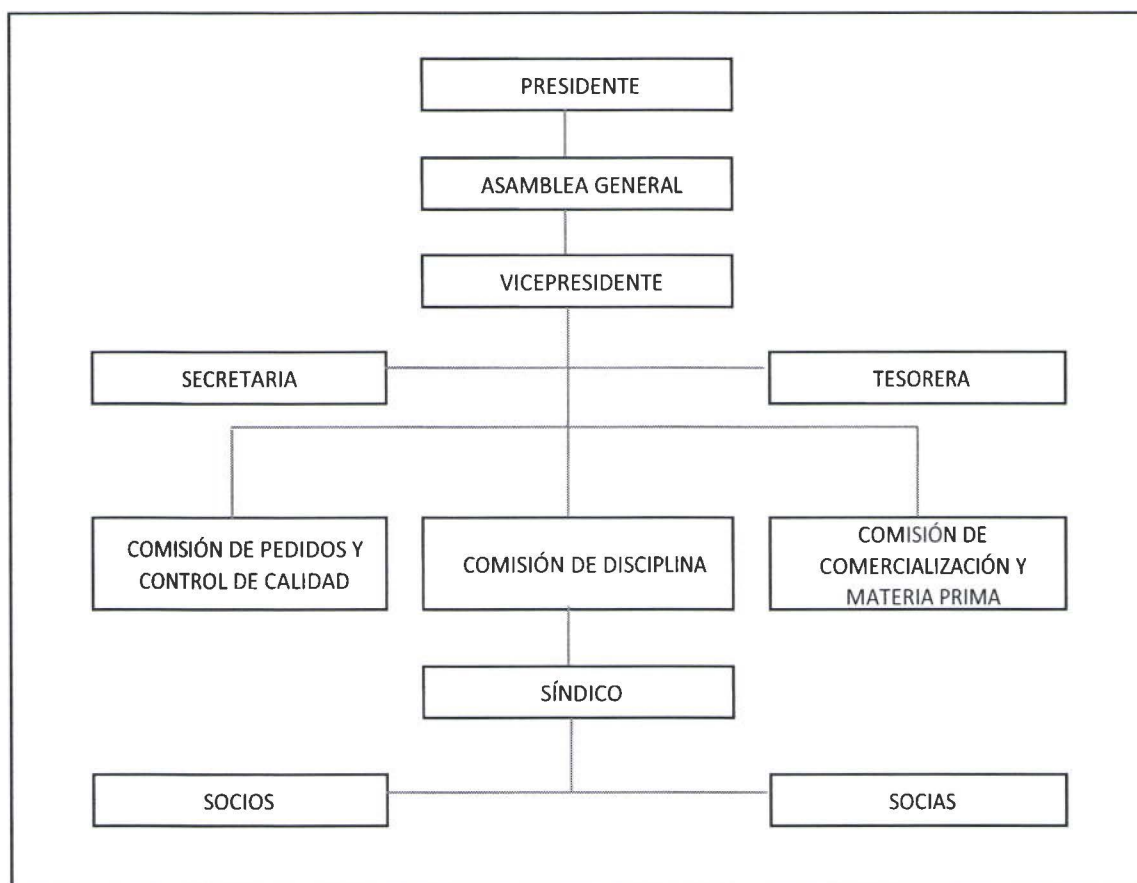 PRESIDENTE
ASAMBLEA GENERAL
VICEPRESIDENTE
SECRETARIA
TESORERA
COMISIÓN DE PEDIDOS Y
CONTROL DE CALIDAD
COMISIÓN DE DISCIPLINA
COMISIÓN DE
COMERCIALIZACIÓN Y
MATERIA PRIMA
SÍNDICO
SOCIOS
SOCIAS